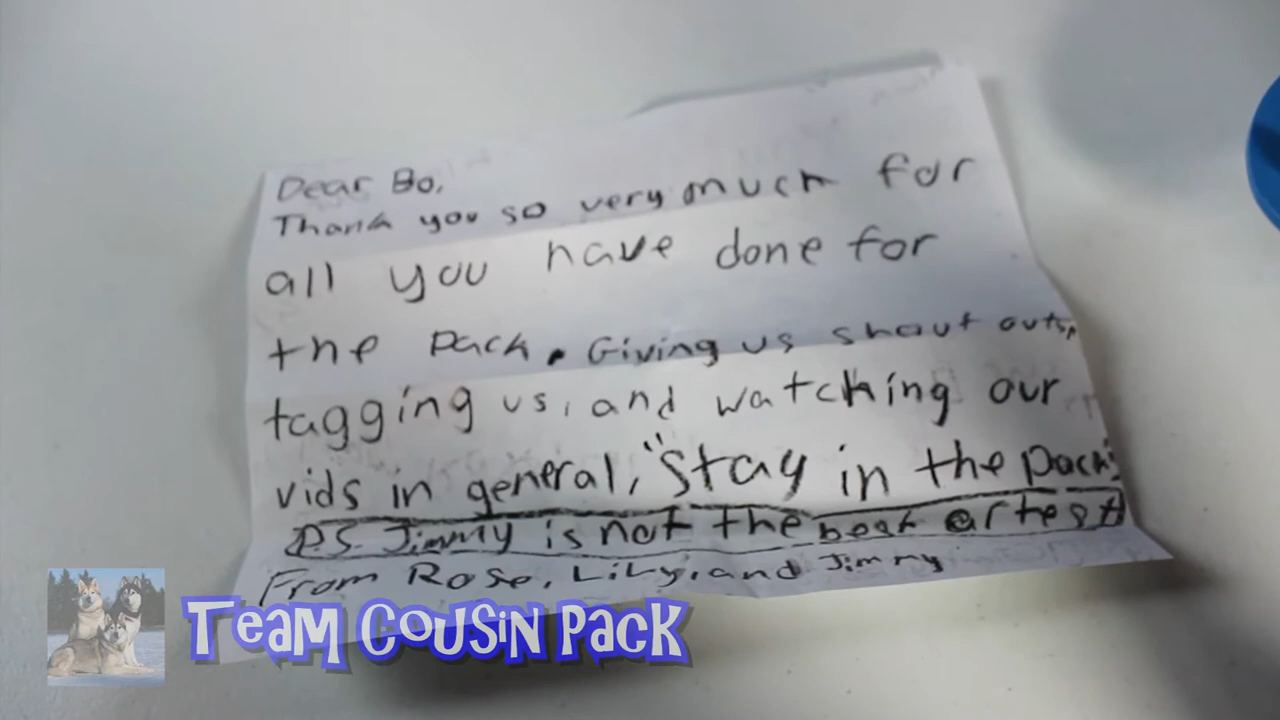 Dear Bo,
Thank you so very much for
all you have done for
the pack. Giving us shout outs,
tagging us, and watching our
vids in general, "Stay in the pack"
P.S. Jimmy is not the best artest
From Rose, Lily, and Jimmy
Team Cousin Pack